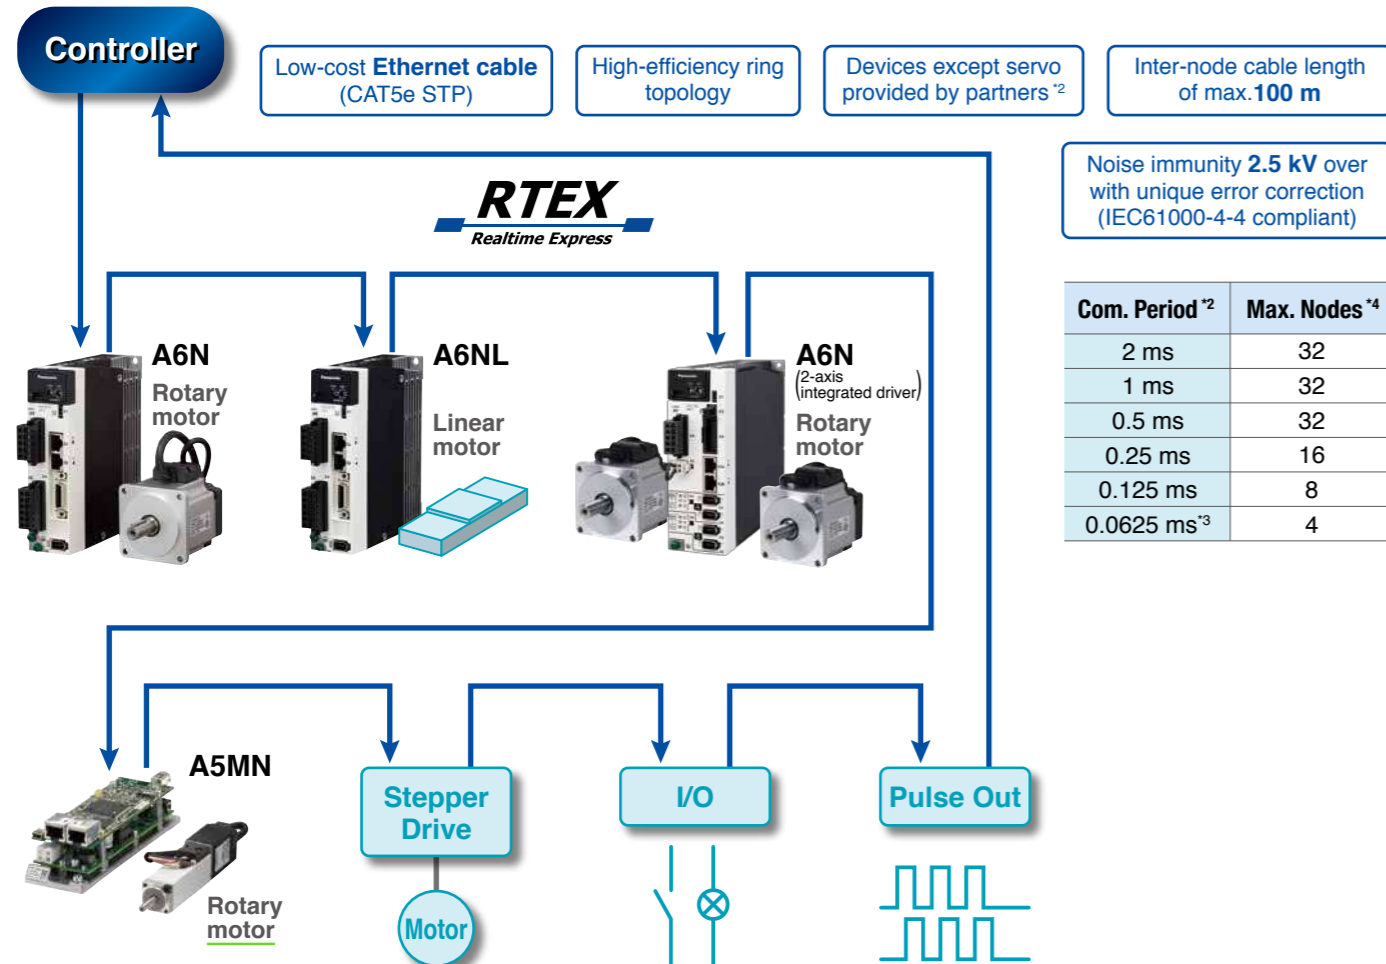 Controller
Low-cost Ethernet cable
(CAT5e STP)
High-efficiency ring
topology
Devices except servo
provided by partners *2
Inter-node cable length
of max.100 m
Noise immunity 2.5 kV over
with unique error correction
(IEC61000-4-4 compliant)
RTEX
Realtime Express
A6N
Rotary
motor
A6NL
Linear
motor
A6N
(2-axis
integrated driver)
Rotary
motor
Com. Period *2 Max. Nodes *4
2 ms 32
1 ms 32
0.5 ms 32
0.25 ms 16
0.125 ms 8
0.0625 ms*3 4
A5MN
Rotary
motor
Stepper
Drive
Motor
I/O
Pulse Out